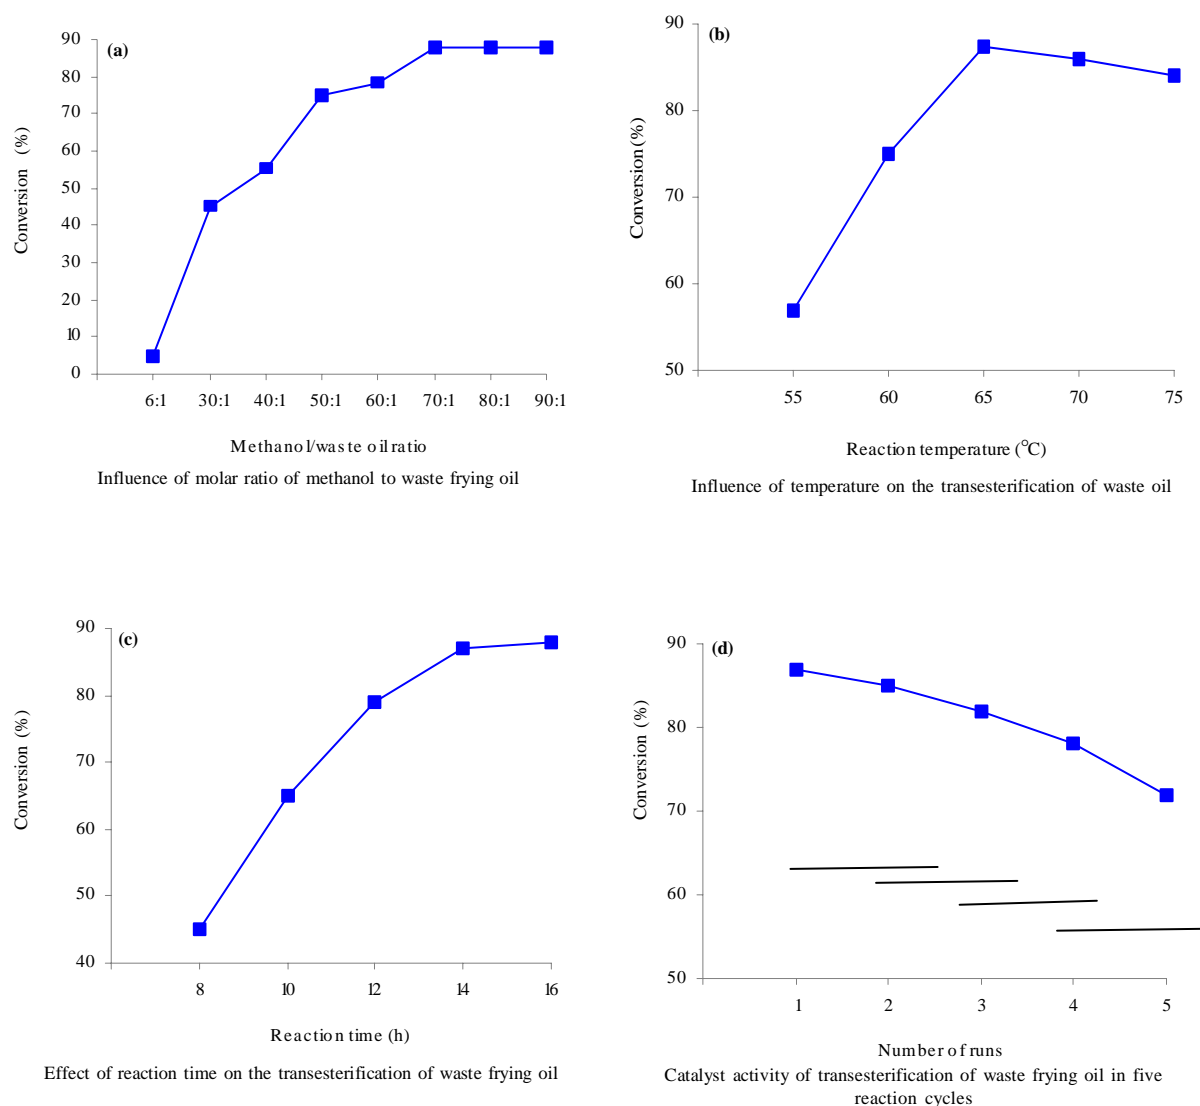 (a)
Conversion (%)
90
80
70
60
50
40
30
20
10
0
6:1 30:1 40:1 50:1 60:1 70:1 80:1 90:1
Methanol/waste oil ratio
Influence of molar ratio of methanol to waste frying oil
(b)
Conversion (%)
90
80
70
60
50
55 60 65 70 75
Reaction temperature (°C)
Influence of temperature on the transesterification of waste oil
(c)
Conversion (%)
90
80
70
60
50
40
8 10 12 14 16
Reaction time (h)
Effect of reaction time on the transesterification of waste frying oil
(d)
Conversion (%)
90
80
70
60
50
1 2 3 4 5
Number of runs
Catalyst activity of transesterification of waste frying oil in five
reaction cycles